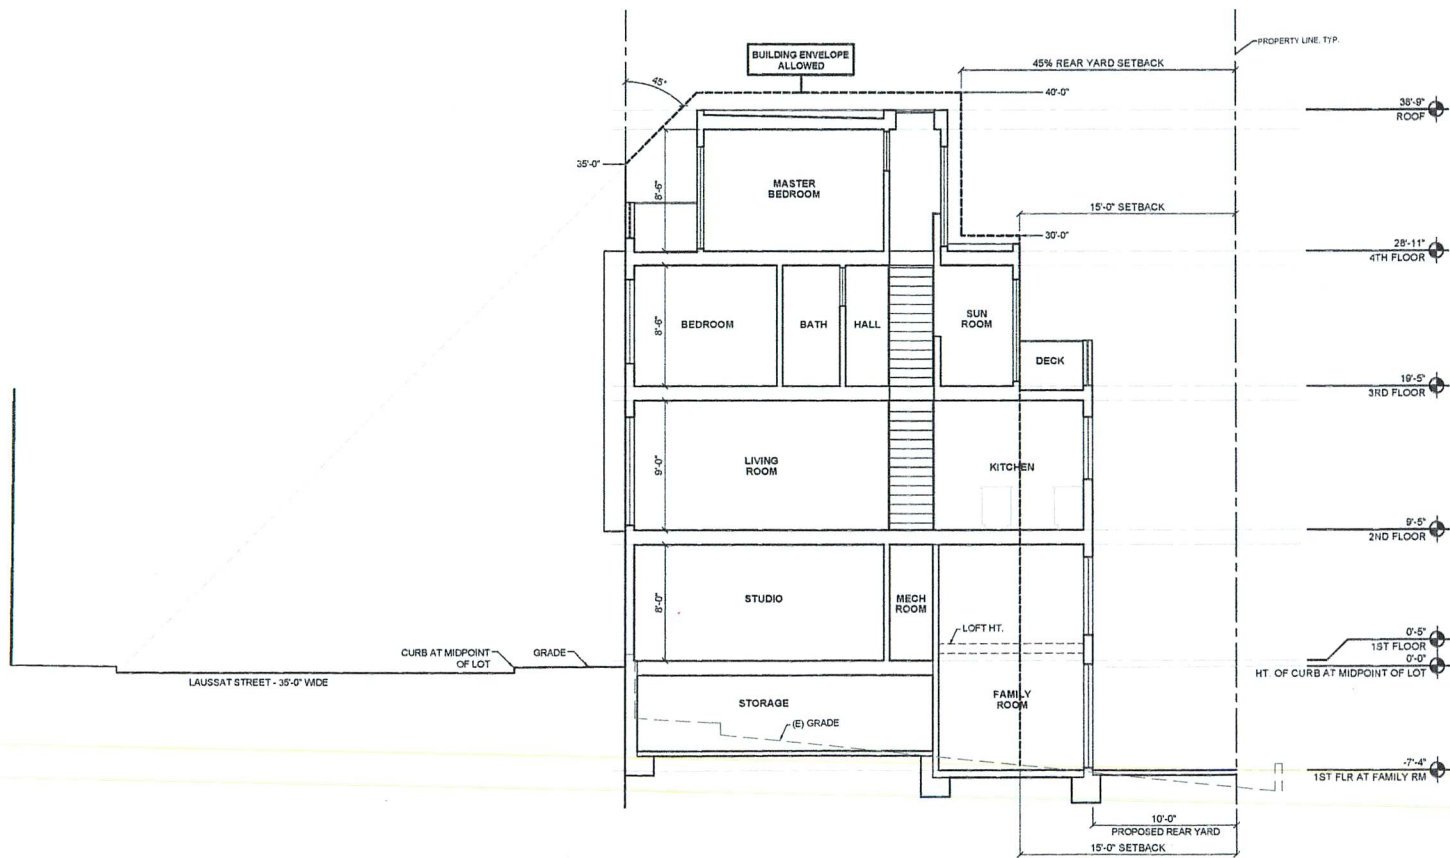 BUILDING ENVELOPE
ALLOWED
PROPERTY LINE, TYP.
45% REAR YARD SETBACK
45°
40'-0"
38'-9"
ROOF
35'-0"
8'-6"
MASTER
BEDROOM
15'-0" SETBACK
30'-0"
28'-11"
4TH FLOOR
8'-6"
BEDROOM
BATH
HALL
SUN
ROOM
DECK
19'-5"
3RD FLOOR
9'-0"
LIVING
ROOM
KITCHEN
9'-5"
2ND FLOOR
8'-0"
STUDIO
MECH
ROOM
LOFT HT.
0'-5"
1ST FLOOR
0'-0"
HT. OF CURB AT MIDPOINT OF LOT
CURB AT MIDPOINT
OF LOT
GRADE
LAUSSAT STREET - 35'-0" WIDE
STORAGE
(E) GRADE
FAMILY
ROOM
-7'-4"
1ST FLR AT FAMILY RM
10'-0"
PROPOSED REAR YARD
15'-0" SETBACK